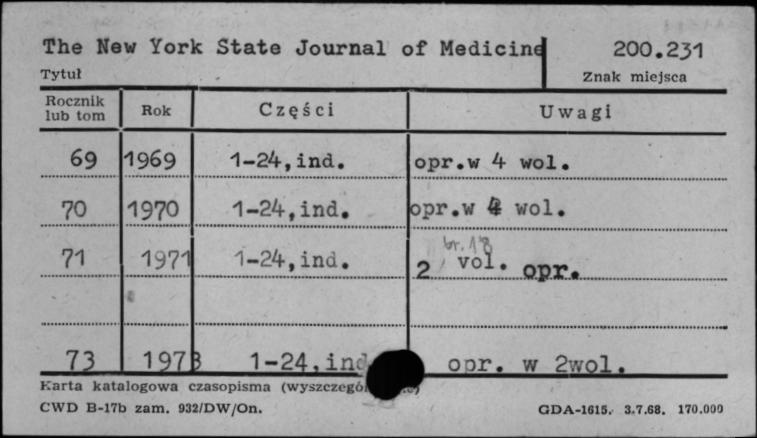 The New York State Journal of Medicine 200.231
Tytuł Znak miejsca
Rocznik lub tom Rok Części Uwagi
69 1969 1-24,ind. opr.w 4 wol.
70 1970 1-24,ind. opr.w 4 wol.
br. 18
71 1971 1-24,ind. 2 vol. opr.
73 1973 1-24,ind opr. w 2wol.
Karta katalogowa czasopisma
CWD B-17b zam. 932/DW/On. GDA-1615. 3.7.68. 170.000